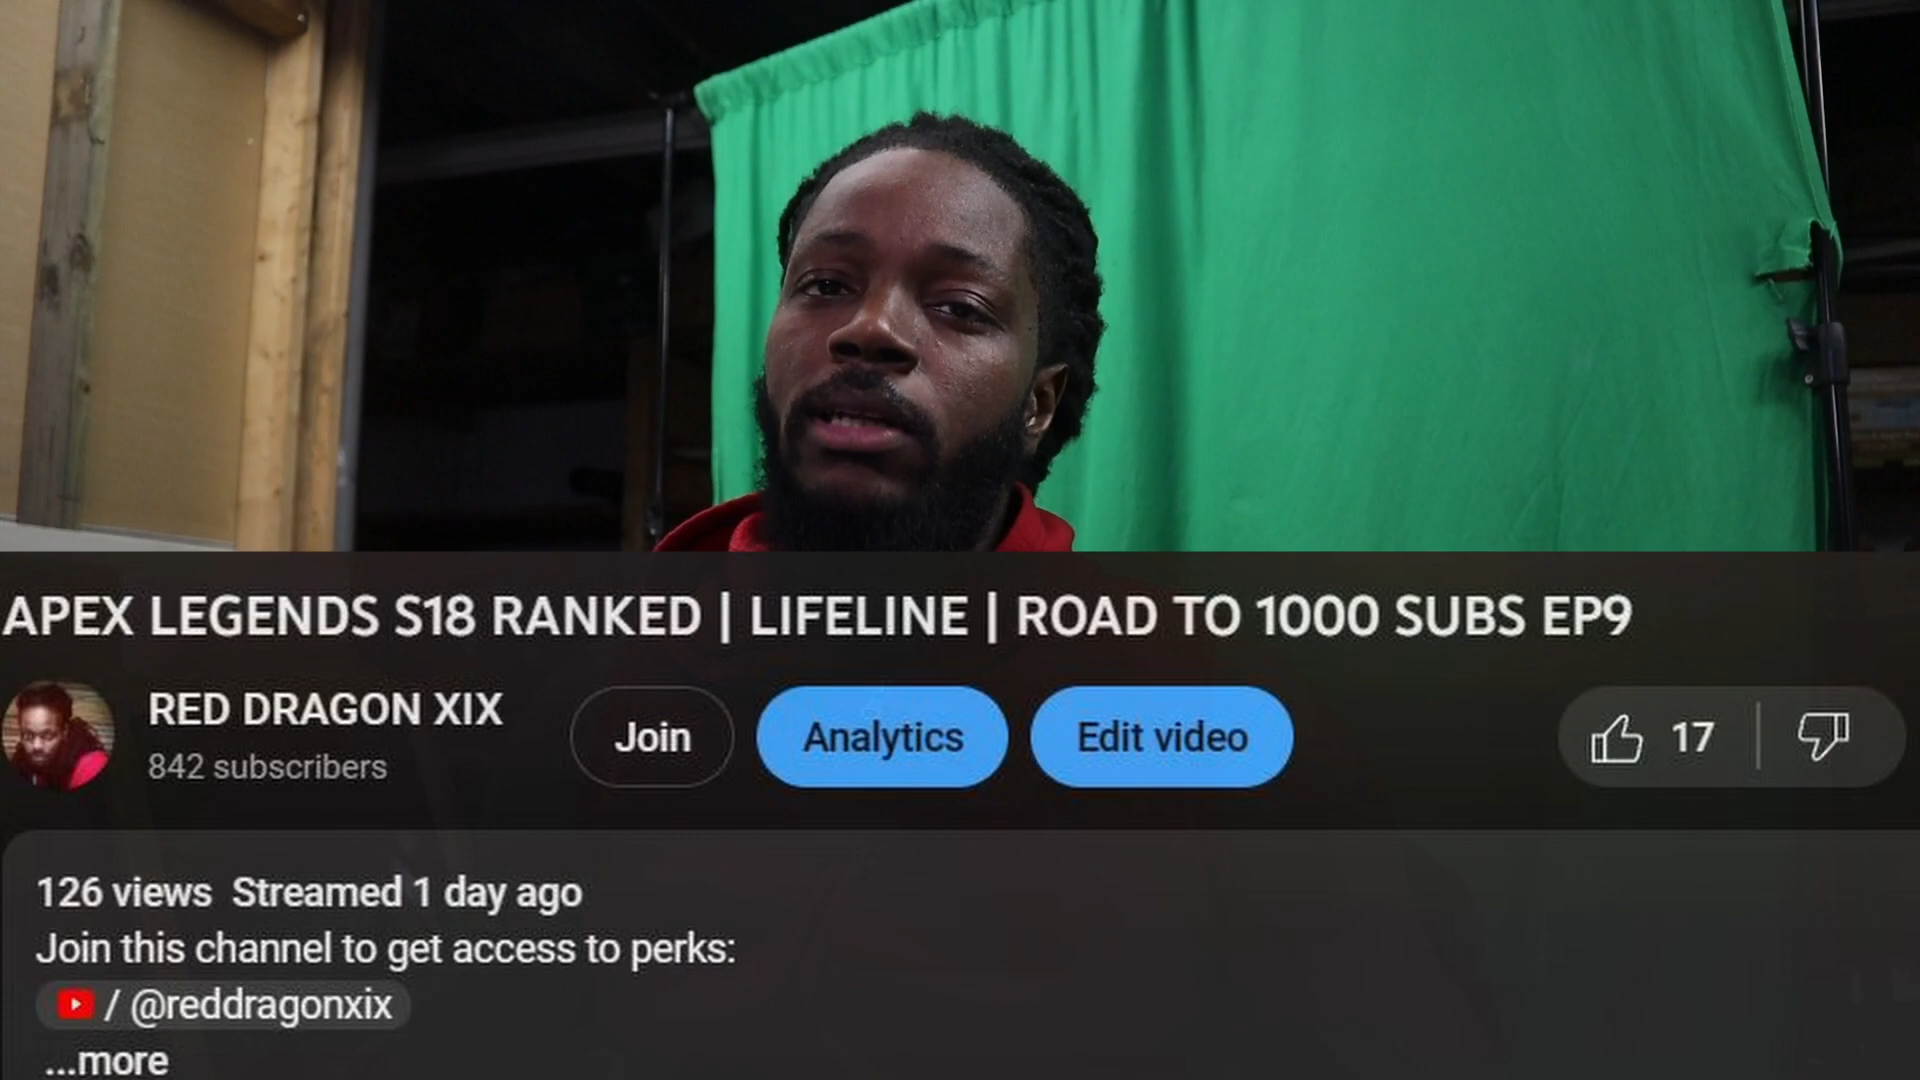 APEX LEGENDS S18 RANKED | LIFELINE | ROAD TO 1000 SUBS EP9
RED DRAGON XIX
842 subscribers
Join
Analytics
Edit video
17
126 views Streamed 1 day ago
Join this channel to get access to perks:
/ @reddragonxix
...more